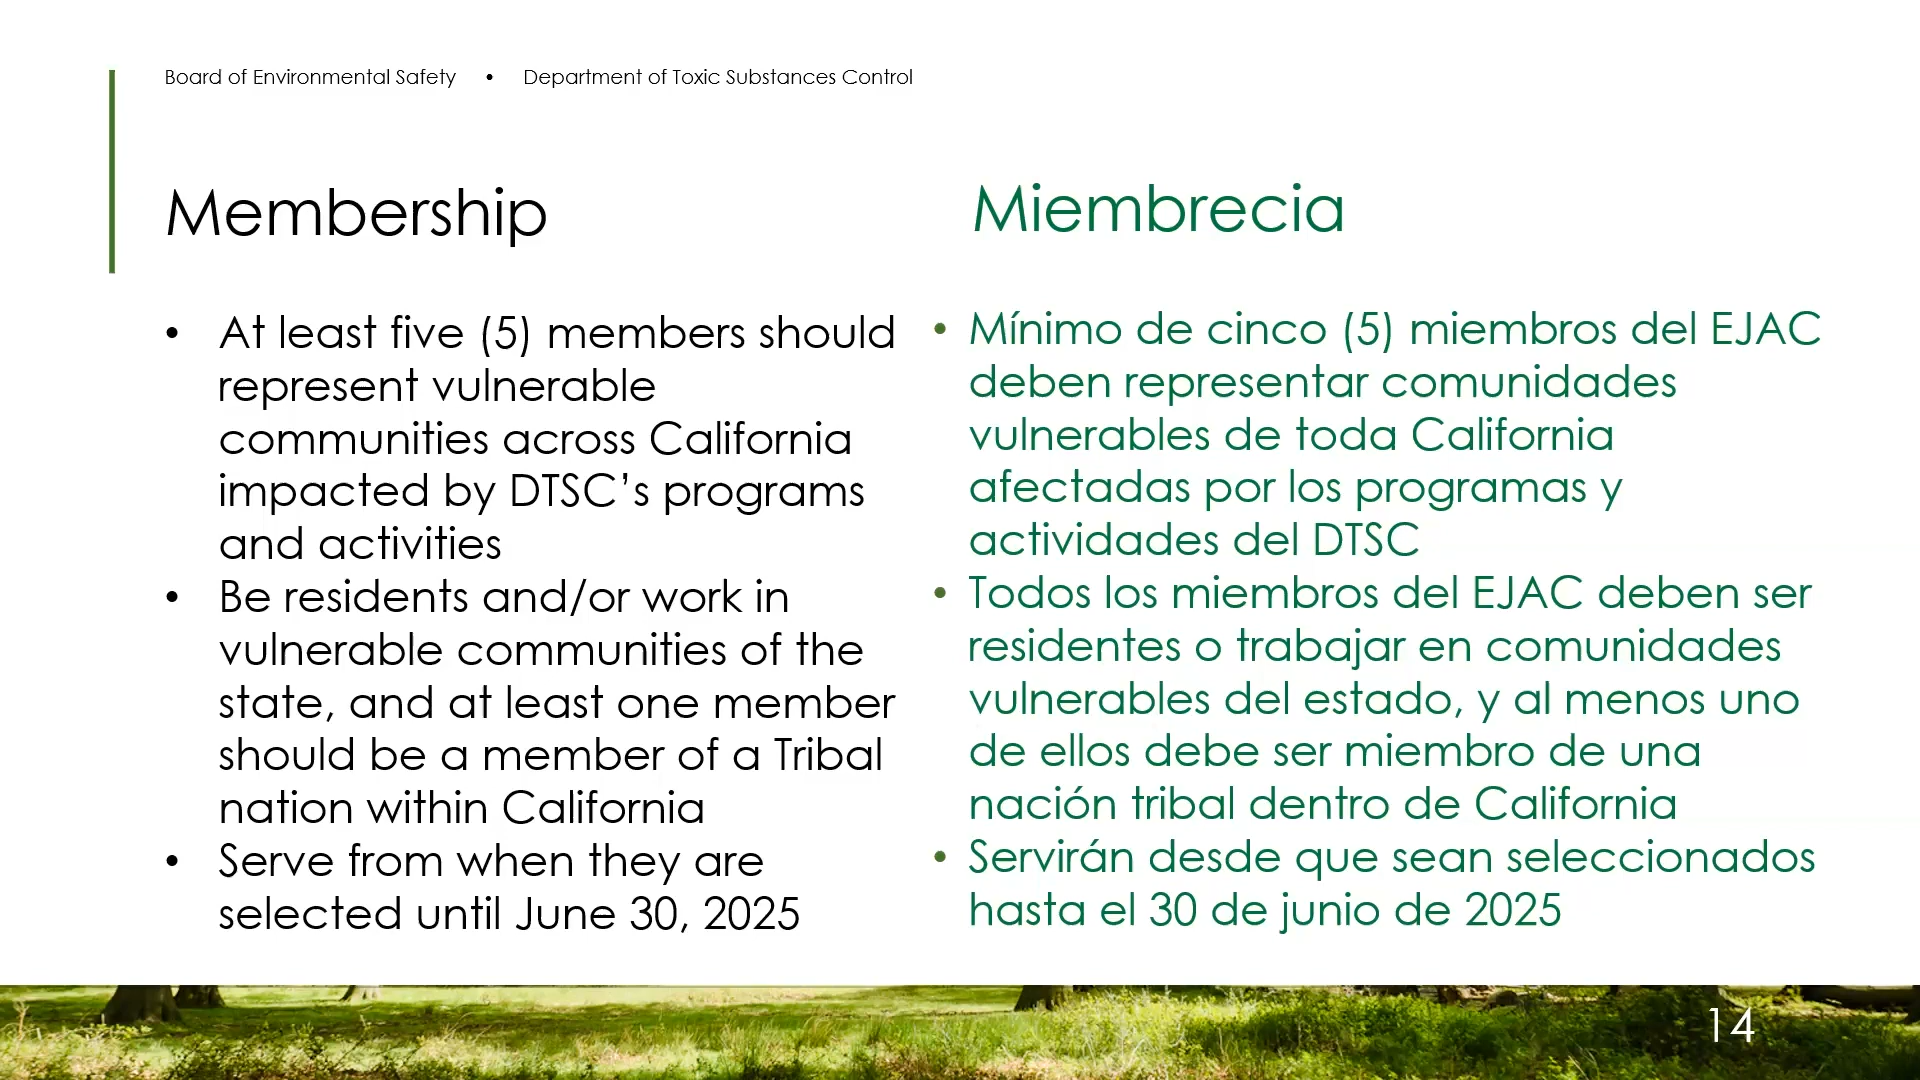 Board of Environmental Safety • Department of Toxic Substances Control
Membership
• At least five (5) members should
represent vulnerable
communities across California
impacted by DTSC’s programs
and activities
• Be residents and/or work in
vulnerable communities of the
state, and at least one member
should be a member of a Tribal
nation within California
• Serve from when they are
selected until June 30, 2025
Miembrecia
• Mínimo de cinco (5) miembros del EJAC
deben representar comunidades
vulnerables de toda California
afectadas por los programas y
actividades del DTSC
• Todos los miembros del EJAC deben ser
residentes o trabajar en comunidades
vulnerables del estado, y al menos uno
de ellos debe ser miembro de una
nación tribal dentro de California
• Servirán desde que sean seleccionados
hasta el 30 de junio de 2025
14